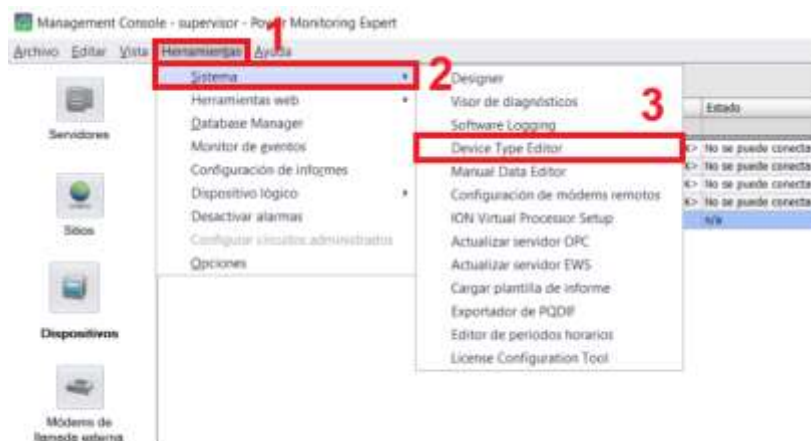 Management Console - supervisor - Power Monitoring Expert
1
Archivo Editar Vista Herramientas Ayuda
2
3
Sistema
Herramientas web
Database Manager
Monitor de eventos
Configuración de informes
Dispositivo lógico
Desactivar alarmas
Configurar circuitos administrados
Opciones
Designer
Visor de diagnósticos
Software Logging
Device Type Editor
Manual Data Editor
Configuración de módems remotos
ION Virtual Processor Setup
Actualizar servidor OPC
Actualizar servidor EWS
Cargar plantilla de informe
Exportador de PQDIF
Editor de periodos horarios
License Configuration Tool
Estado
No se puede conecta
No se puede conecta
No se puede conecta
No se puede conecta
n/a
Servidores
Sitios
Dispositivos
Módems de
llamada externa